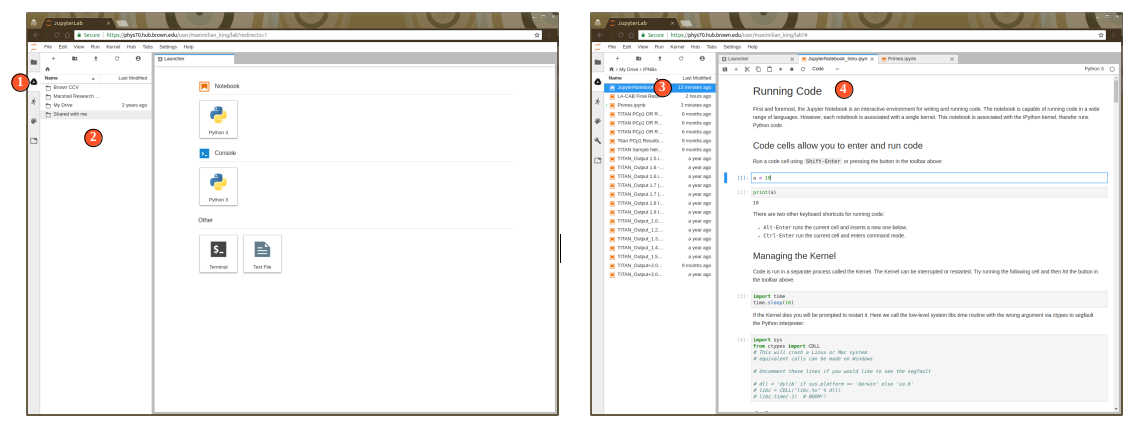 JupyterLab
Secure https://phys70.hub.brown.edu/user/maximilian_king/lab?redirects=1
File Edit View Run Kernel Hub Tabs Settings Help
Launcher
Name Last Modified
Brown CCV
Marshal Research ...
My Drive 2 years ago
Shared with me
1
2
Notebook
Python 3
Console
Python 3
Other
Terminal
Text File
JupyterLab
Secure https://phys70.hub.brown.edu/user/maximilian_king/lab?#
File Edit View Run Kernel Hub Tabs Settings Help
Launcher JupyterNotebook_Intro.ipyn Primes.ipynb
My Drive > IPNBs
Code
Python 3
Name Last Modified
JupyterNotebook 13 minutes ago
LA-CAB Final Res... 2 hours ago
Primes.ipynb 3 minutes ago
TITAN PCp1 OR R... 6 months ago
TITAN PCp1 OR R... 6 months ago
TITAN PCp1 OR R... 6 months ago
Titan PCp1 Results... 9 months ago
TITAN Sample Nel... 9 months ago
TITAN_Output 1.5.i... a year ago
TITAN_Output 1.6 -... a year ago
TITAN_Output 1.6.i... a year ago
TITAN_Output 1.7 (... a year ago
TITAN_Output 1.7 (... a year ago
TITAN_Output 1.8 i... a year ago
TITAN_Output 1.9 i... a year ago
TITAN_Output_1.0.... a year ago
TITAN_Output_1.2.... a year ago
TITAN_Output_1.3.... a year ago
TITAN_Output_1.4.... a year ago
TITAN_Output_1.5... a year ago
TITAN_Output+2.0... 9 months ago
TITAN_Output+2.0... a year ago
3
4
Running Code
First and foremost, the Jupyter Notebook is an interactive environment for writing and running code. The notebook is capable of running code in a wide
range of languages. However, each notebook is associated with a single kernel. This notebook is associated with the IPython kernel, therefor runs
Python code.
Code cells allow you to enter and run code
Run a code cell using Shift-Enter or pressing the button in the toolbar above:
[1]: a = 10
[2]: print(a)
10
There are two other keyboard shortcuts for running code:
• Alt-Enter runs the current cell and inserts a new one below.
• Ctrl-Enter run the current cell and enters command mode.
Managing the Kernel
Code is run in a separate process called the Kernel. The Kernel can be interrupted or restarted. Try running the following cell and then hit the button in
the toolbar above.
[3]: import time
time.sleep(10)
If the Kernel dies you will be prompted to restart it. Here we call the low-level system libc.time routine with the wrong argument via ctypes to segfault
the Python interpreter:
[4]: import sys
from ctypes import CDLL
# This will crash a Linux or Mac system
# equivalent calls can be made on Windows
# Uncomment these lines if you would like to see the segfault
# dll = 'dylib' if sys.platform == 'darwin' else 'so.6'
# libc = CDLL("libc.%s" % dll)
# libc.time(-1) # BOOM!!